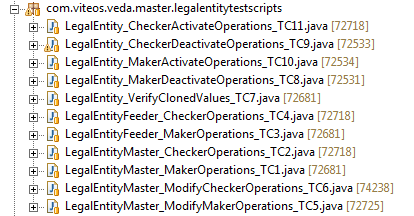 com.viteos.veda.master.legalentitytestscripts
LegalEntity_CheckerActivateOperations_TC11.java [72718]
LegalEntity_CheckerDeactivateOperations_TC9.java [72533]
LegalEntity_MakerActivateOperations_TC10.java [72534]
LegalEntity_MakerDeactivateOperations_TC8.java [72531]
LegalEntity_VerifyClonedValues_TC7.java [72681]
LegalEntityFeeder_CheckerOperations_TC4.java [72718]
LegalEntityFeeder_MakerOperations_TC3.java [72681]
LegalEntityMaster_CheckerOperations_TC2.java [72718]
LegalEntityMaster_MakerOperations_TC1.java [72681]
LegalEntityMaster_ModifyCheckerOperations_TC6.java [74238]
LegalEntityMaster_ModifyMakerOperations_TC5.java [72725]